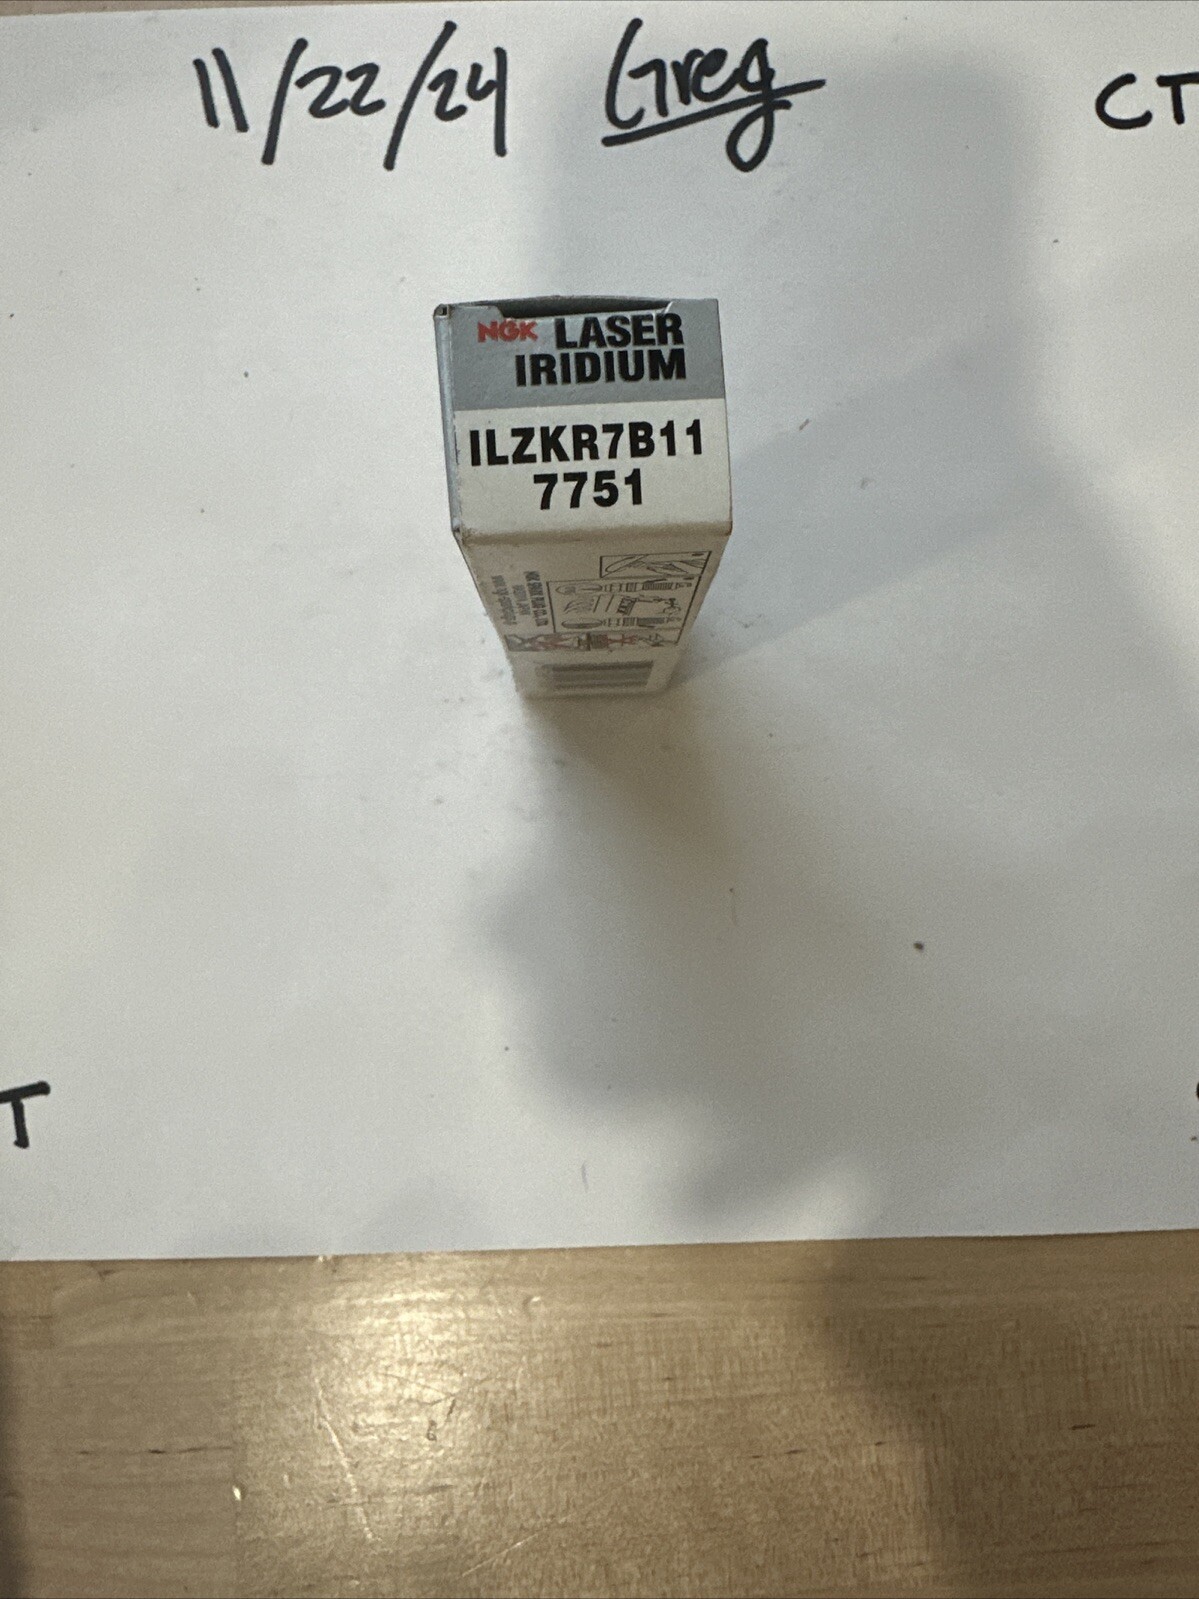 11/22/24 Greg CT
NGK LASER
IRIDIUM
ILZKR7B11
7751
T